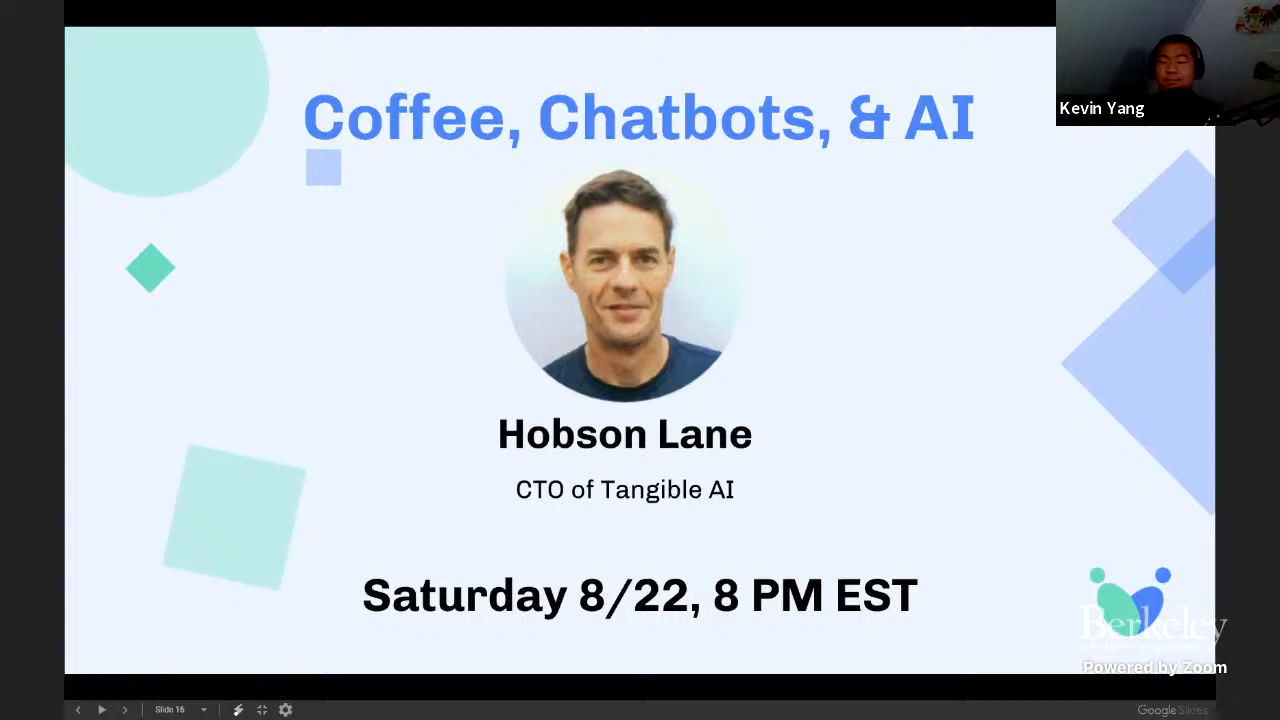 Coffee, Chatbots, & AI
Kevin Yang
Hobson Lane
CTO of Tangible AI
Saturday 8/22, 8 PM EST
Berkeley
Powered by Zoom
Slide 16
Google Slides